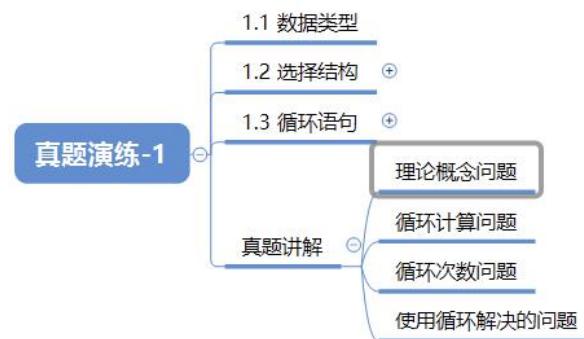 真题演练-1
1.1 数据类型
1.2 选择结构
1.3 循环语句
真题讲解
理论概念问题
循环计算问题
循环次数问题
使用循环解决的问题